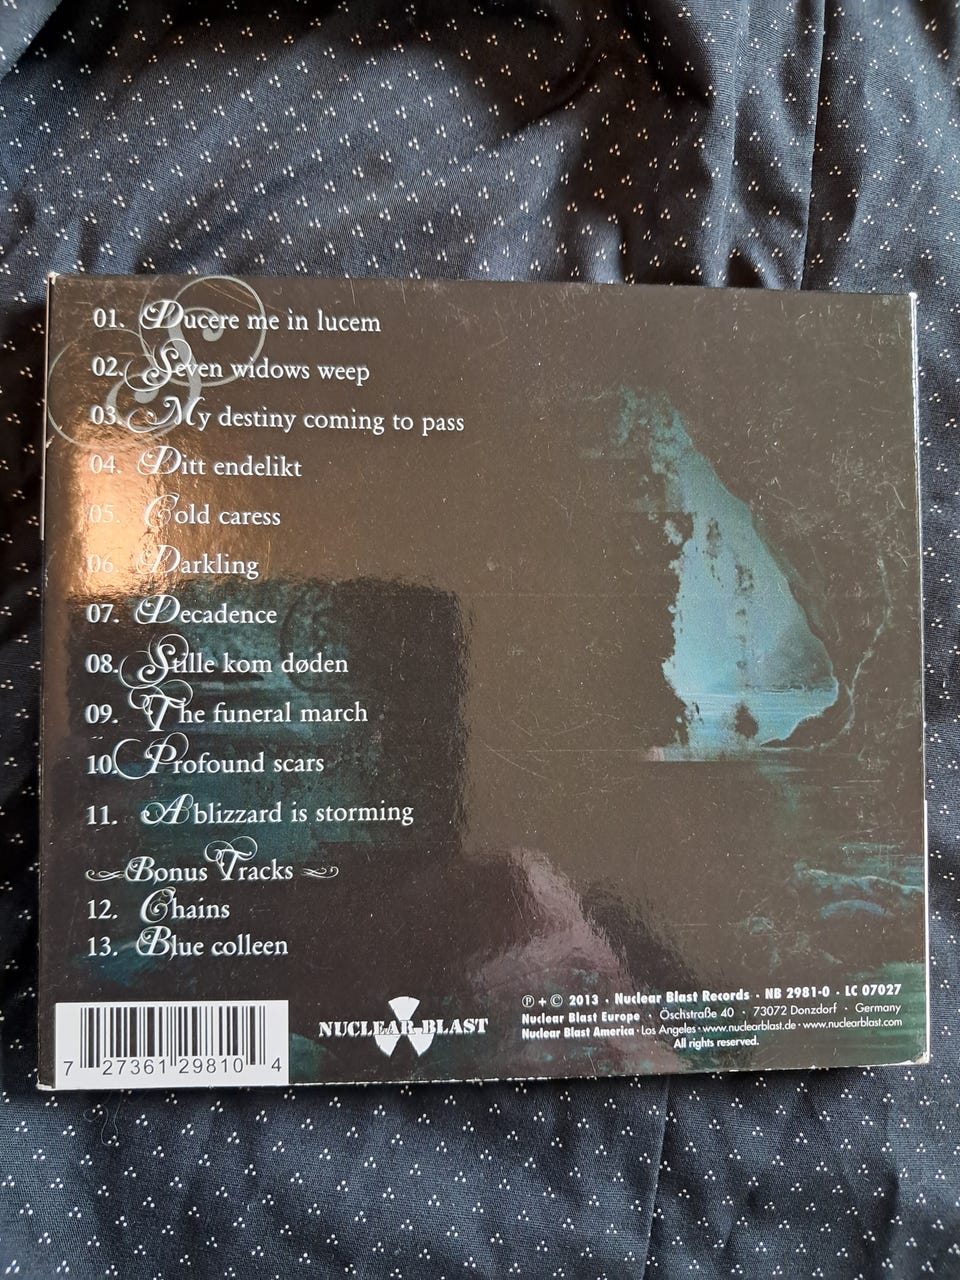 01. Ducere me in lucem
02. Seven widows weep
03. My destiny coming to pass
04. Ditt endelikt
05. Cold caress
06. Darkling
07. Decadence
08. Stille kom døden
09. The funeral march
10. Profound scars
11. A blizzard is storming
Bonus Tracks
12. Chains
13. Blue colleen
7 27361 29810 4
NUCLEAR BLAST
℗ + © 2013 · Nuclear Blast Records · NB 2981-0 · LC 07027
Nuclear Blast Europe · Öschstraße 40 · 73072 Donzdorf · Germany
Nuclear Blast America · Los Angeles · www.nuclearblast.de · www.nuclearblast.com
All rights reserved.